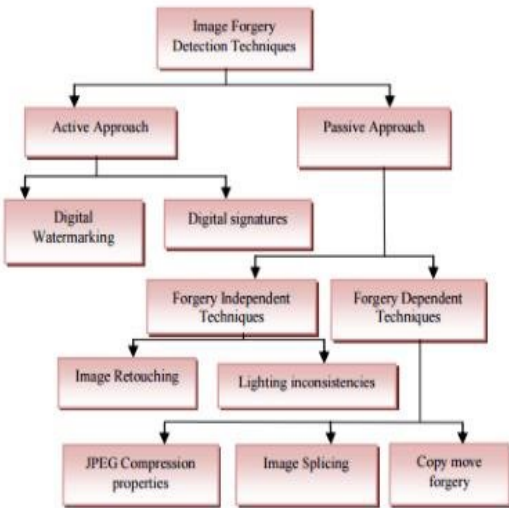 Image Forgery
Detection Techniques
Active Approach
Passive Approach
Digital
Watermarking
Digital signatures
Forgery Independent
Techniques
Forgery Dependent
Techniques
Image Retouching
Lighting inconsistencies
JPEG Compression
properties
Image Splicing
Copy move
forgery